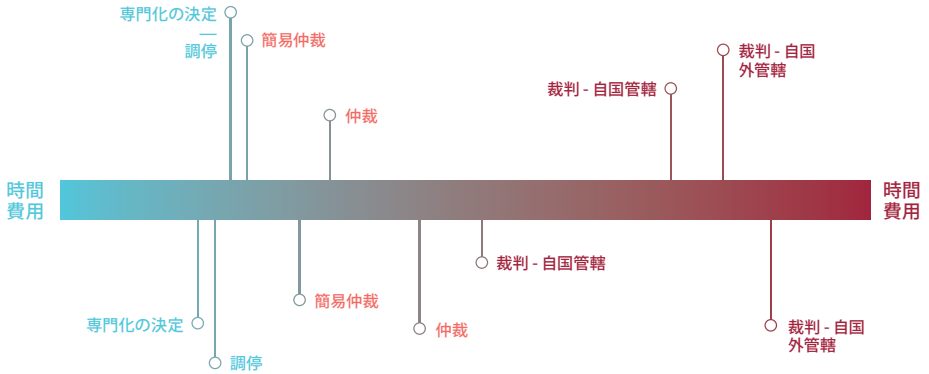 専門化の決定
—
調停
簡易仲裁
裁判 - 自国
外管轄
裁判 - 自国管轄
仲裁
時間
費用
時間
費用
裁判 - 自国管轄
簡易仲裁
専門化の決定
仲裁
裁判 - 自国
外管轄
調停